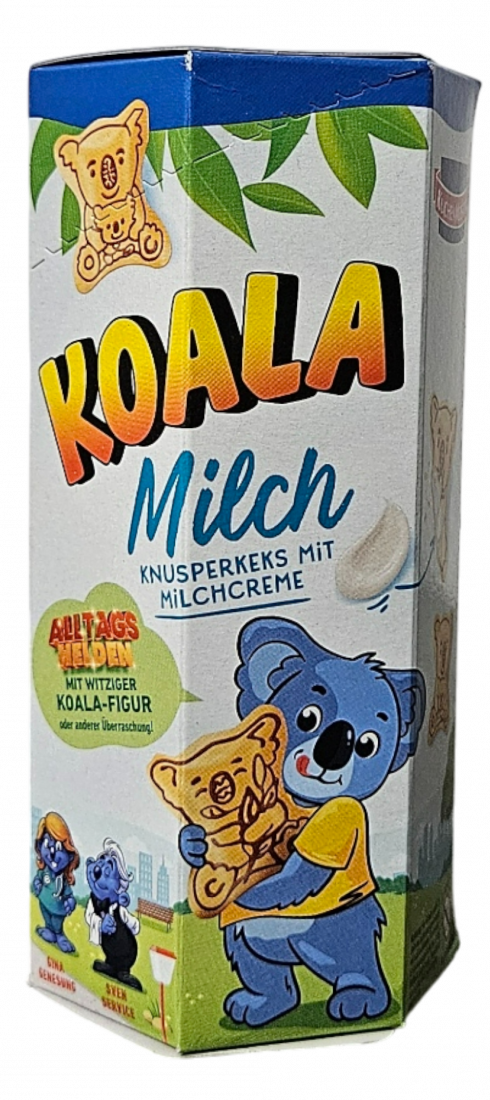 KOALA
Milch
KNUSPERKEKS MiT
MiLCHCREME
ALLTAGS
HELDEN
MIT WITZIGER
KOALA-FIGUR
oder anderer Überraschung!
GINA
GENESUNG
SVEN
SERVICE